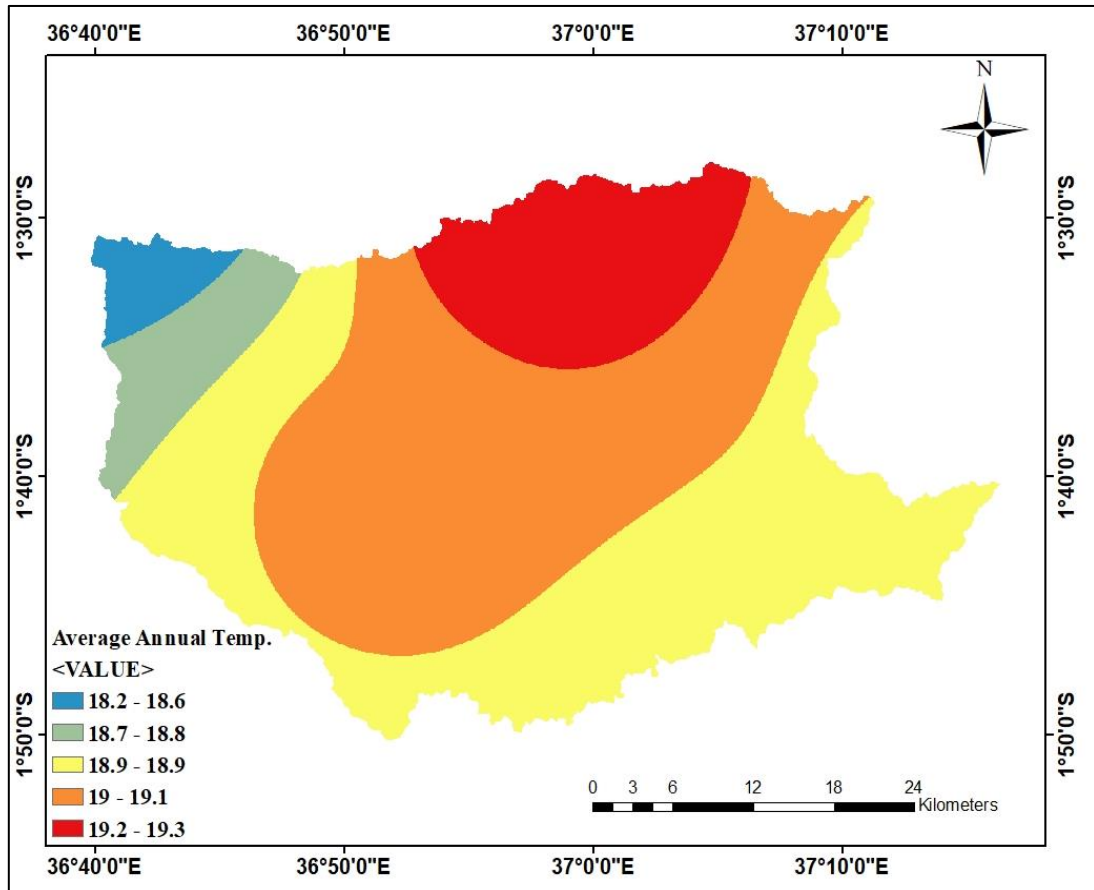 36°40'0"E 36°50'0"E 37°0'0"E 37°10'0"E
N
1°30'0"S 1°30'0"S
1°40'0"S 1°40'0"S
1°50'0"S 1°50'0"S
Average Annual Temp.
<VALUE>
18.2 - 18.6
18.7 - 18.8
18.9 - 18.9
19 - 19.1
19.2 - 19.3
0 3 6 12 18 24
Kilometers
36°40'0"E 36°50'0"E 37°0'0"E 37°10'0"E